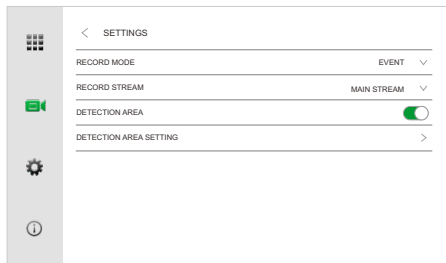 SETTINGS
RECORD MODE EVENT
RECORD STREAM MAIN STREAM
DETECTION AREA
DETECTION AREA SETTING